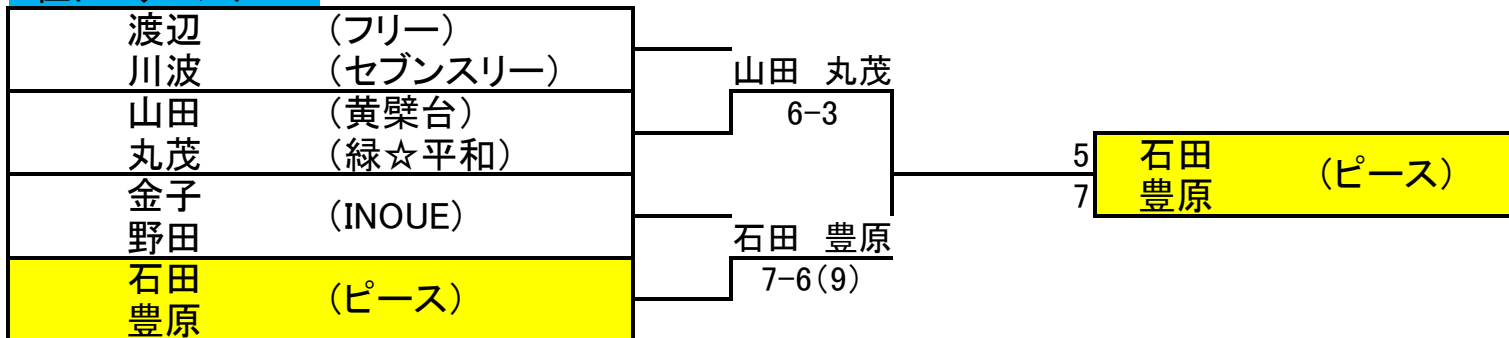 渡辺 （フリー）
川波 （セブンスリー）
山田 （黄檗台）
丸茂 （緑☆平和）
金子
野田
（INOUE）
石田
豊原
（ピース）
山田 丸茂
6-3
石田 豊原
7-6(9)
5
7
石田
豊原
（ピース）